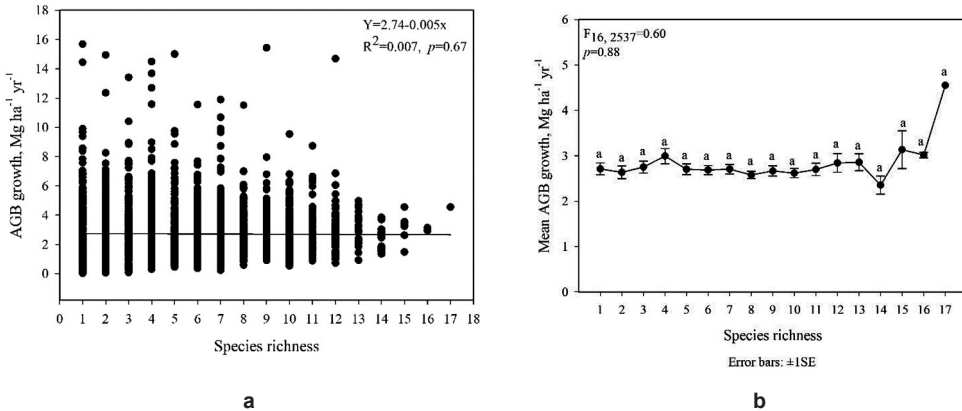 Y=2.74-0.005x
R²=0.007, p=0.67
18
16
14
12
10
8
6
4
2
0
AGB growth, Mg ha⁻¹ yr⁻¹
0 1 2 3 4 5 6 7 8 9 10 11 12 13 14 15 16 17 18
Species richness
a
F16, 2537=0.60
p=0.88
6
5
4
3
2
1
0
Mean AGB growth, Mg ha⁻¹ yr⁻¹
a a a a a a a a a a a a a a a a a
1 2 3 4 5 6 7 8 9 10 11 12 13 14 15 16 17
Species richness
Error bars: ±1SE
b